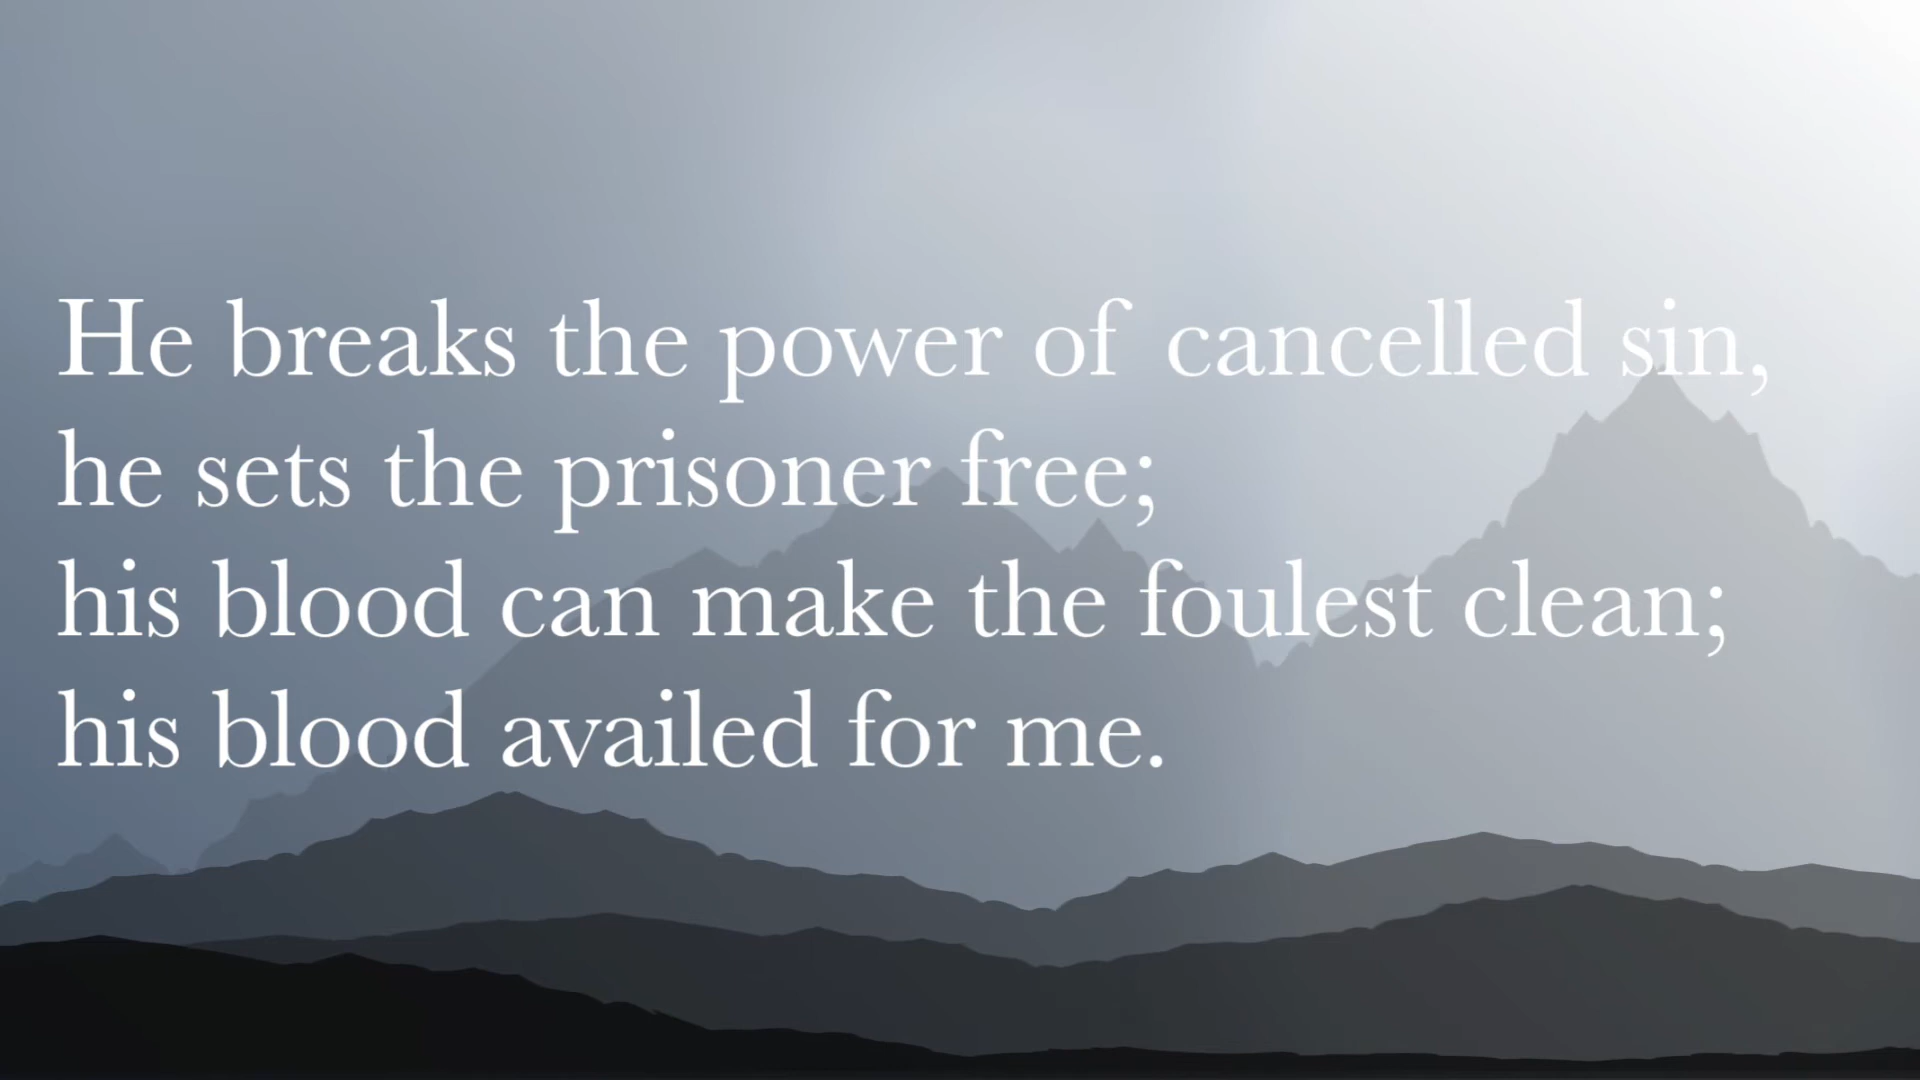 He breaks the power of cancelled sin,
he sets the prisoner free;
his blood can make the foulest clean;
his blood availed for me.